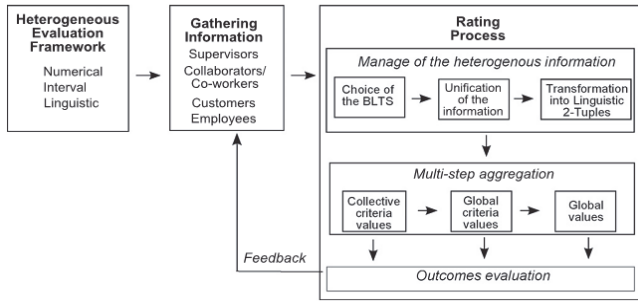 Heterogeneous
Evaluation
Framework
Numerical
Interval
Linguistic
Gathering
Information
Supervisors
Collaborators/
Co-workers
Customers
Employees
Rating
Process
Manage of the heterogenous information
Choice
of the BLTS
Unification
of the
information
Transformation
into Linguistic
2-Tuples
Multi-step aggregation
Collective
criteria
values
Global
criteria
values
Global
values
Feedback
Outcomes evaluation